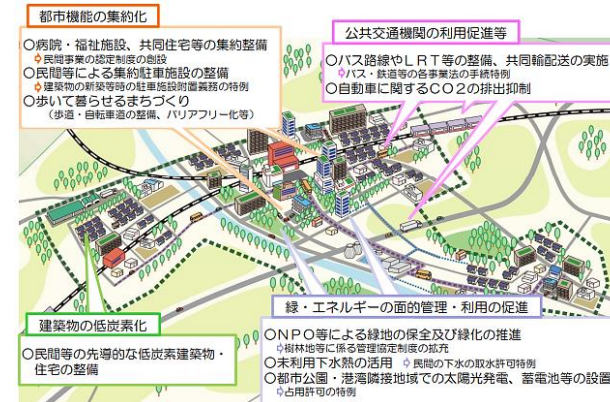 都市機能の集約化
○病院・福祉施設、共同住宅等の集約整備
⇨民間事業の認定制度の創設
○民間等による集約駐車施設の整備
⇨建築物の新築等時の駐車施設附置義務の特例
○歩いて暮らせるまちづくり
（歩道・自転車道の整備、バリアフリー化等）
公共交通機関の利用促進等
○バス路線やLRT等の整備、共同輸配送の実施
⇨バス・鉄道等の各事業法の手続特例
○自動車に関するCO2の排出抑制
建築物の低炭素化
○民間等の先導的な低炭素建築物・
住宅の整備
緑・エネルギーの面的管理・利用の促進
○NPO等による緑地の保全及び緑化の推進
⇨樹林地等に係る管理協定制度の拡充
○未利用下水熱の活用 ⇨民間の下水の取水許可特例
○都市公園・港湾隣接地域での太陽光発電、蓄電池等の設置
⇨占用許可の特例